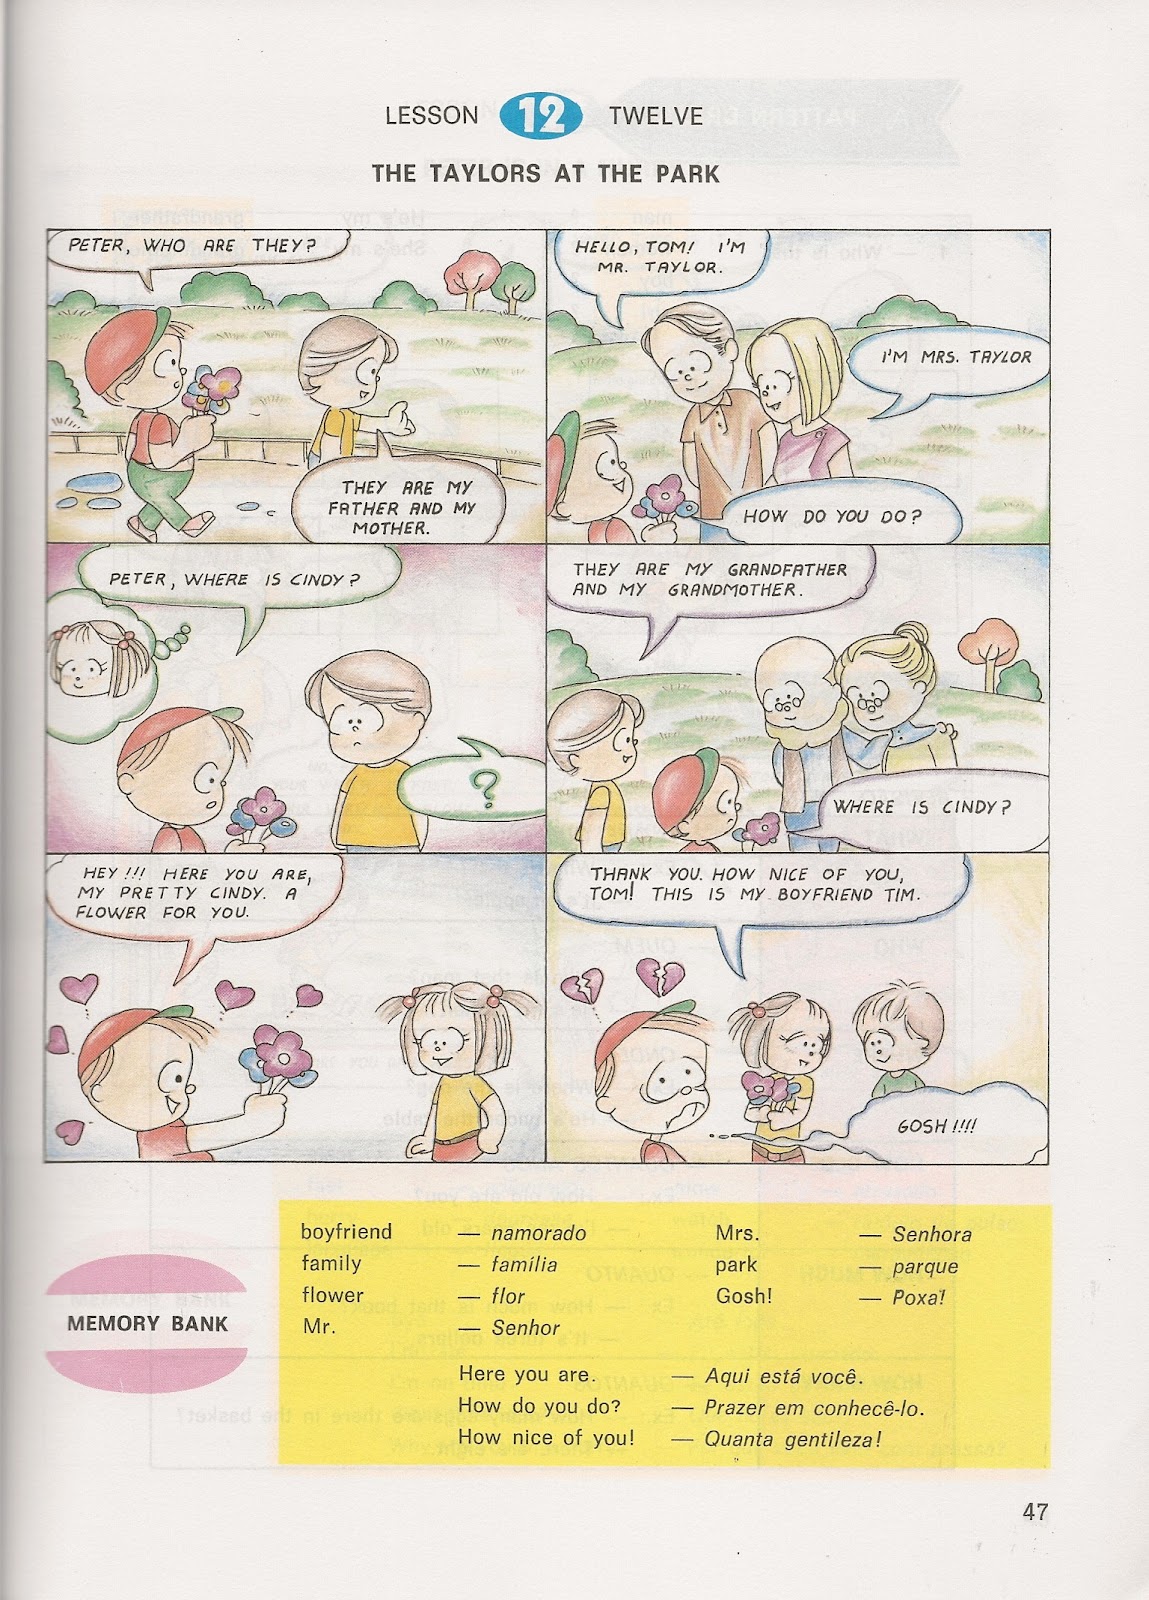 LESSON 12 TWELVE
THE TAYLORS AT THE PARK
PETER, WHO ARE THEY?
THEY ARE MY
FATHER AND MY
MOTHER.
HELLO, TOM! I'M
MR. TAYLOR.
I'M MRS. TAYLOR
HOW DO YOU DO?
PETER, WHERE IS CINDY?
?
THEY ARE MY GRANDFATHER
AND MY GRANDMOTHER.
WHERE IS CINDY?
HEY!!! HERE YOU ARE,
MY PRETTY CINDY. A
FLOWER FOR YOU.
THANK YOU. HOW NICE OF YOU,
TOM! THIS IS MY BOYFRIEND TIM.
GOSH!!!!
MEMORY BANK
boyfriend — namorado
family — família
flower — flor
Mr. — Senhor
Mrs. — Senhora
park — parque
Gosh! — Poxa!
Here you are. — Aqui está você.
How do you do? — Prazer em conhecê-lo.
How nice of you! — Quanta gentileza!
47